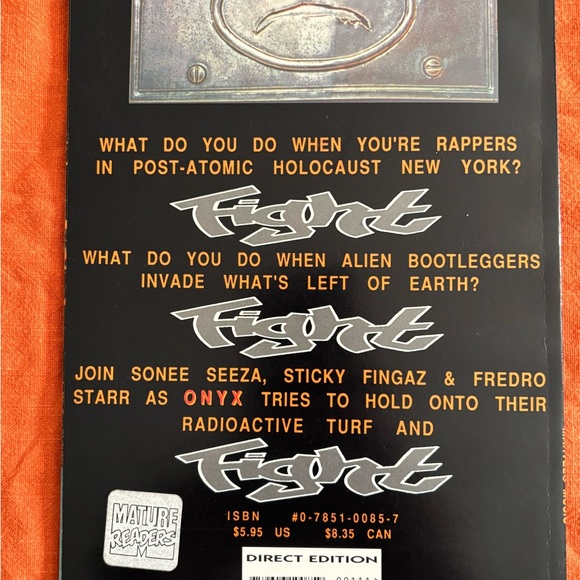 WHAT DO YOU DO WHEN YOU'RE RAPPERS
IN POST-ATOMIC HOLOCAUST NEW YORK?
Fight
WHAT DO YOU DO WHEN ALIEN BOOTLEGGERS
INVADE WHAT'S LEFT OF EARTH?
Fight
JOIN SONEE SEEZA, STICKY FINGAZ & FREDRO
STARR AS ONYX TRIES TO HOLD ONTO THEIR
RADIOACTIVE TURF AND
Fight
MATURE
READERS
M
ISBN #0-7851-0085-7
$5.95 US $8.35 CAN
DIRECT EDITION